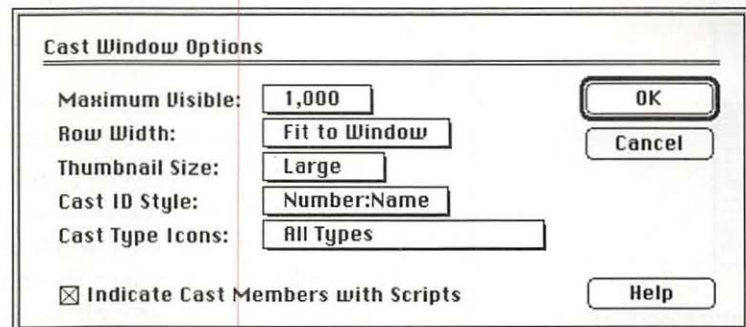 Cast Window Options
Maximum Visible: 1,000
OK
Row Width: Fit to Window
Cancel
Thumbnail Size: Large
Cast ID Style: Number:Name
Cast Type Icons: All Types
Indicate Cast Members with Scripts
Help